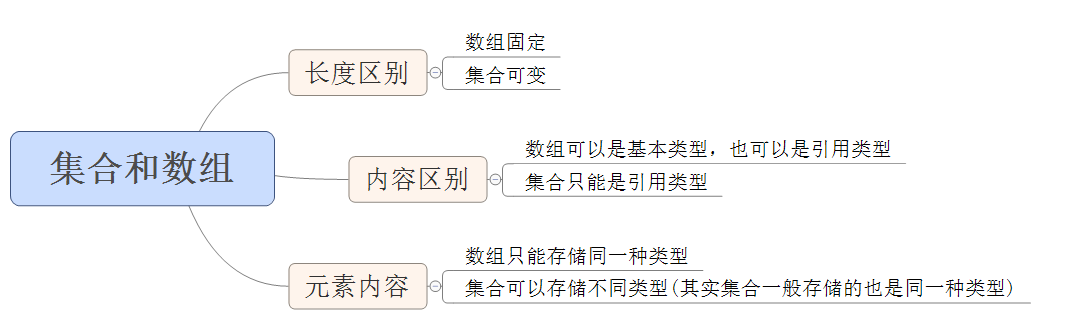 集合和数组
长度区别
数组固定
集合可变
内容区别
数组可以是基本类型，也可以是引用类型
集合只能是引用类型
元素内容
数组只能存储同一种类型
集合可以存储不同类型(其实集合一般存储的也是同一种类型)